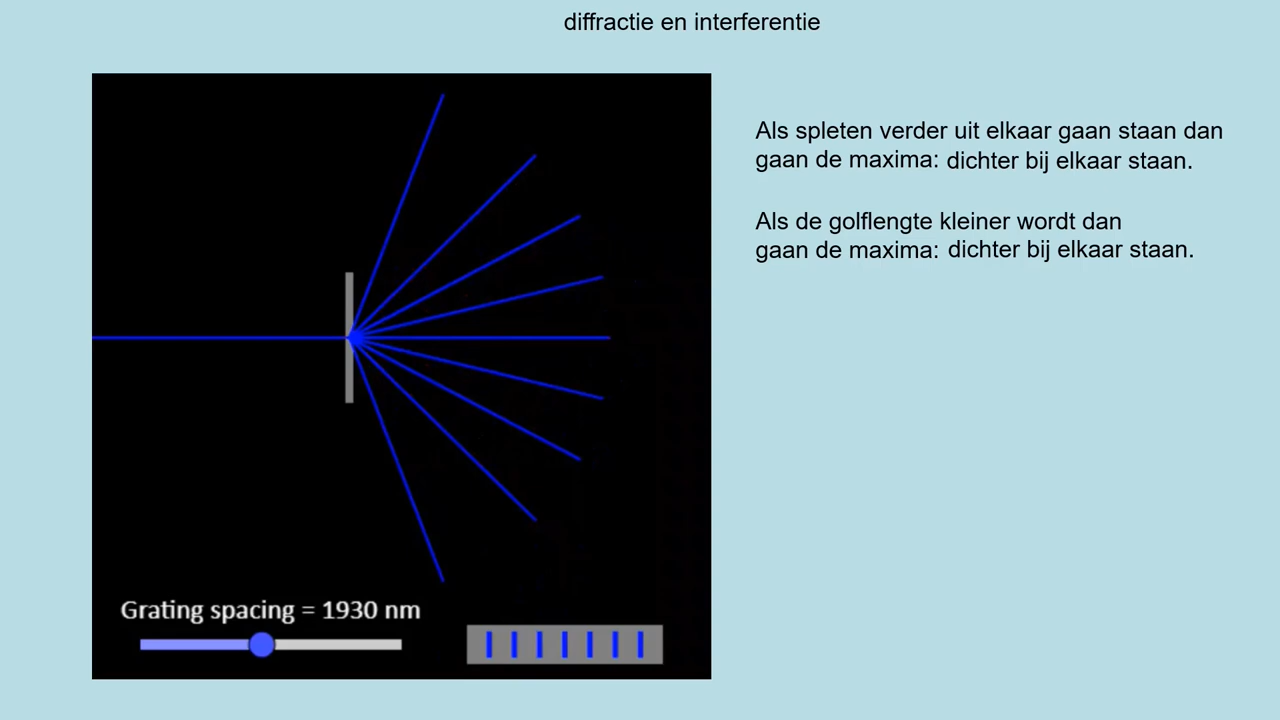 diffractie en interferentie
Als spleten verder uit elkaar gaan staan dan
gaan de maxima: dichter bij elkaar staan.
Als de golflengte kleiner wordt dan
gaan de maxima: dichter bij elkaar staan.
Grating spacing = 1930 nm